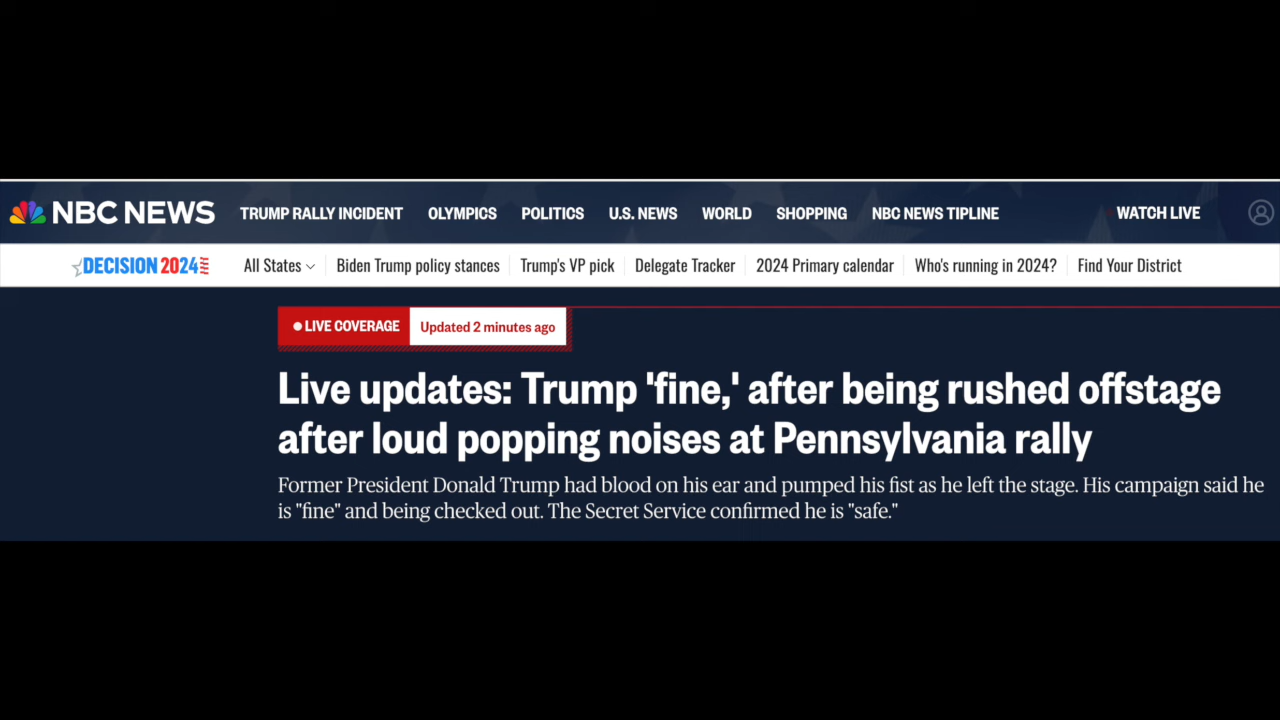 NBC NEWS TRUMP RALLY INCIDENT OLYMPICS POLITICS U.S. NEWS WORLD SHOPPING NBC NEWS TIPLINE WATCH LIVE
DECISION 2024 All States Biden Trump policy stances Trump's VP pick Delegate Tracker 2024 Primary calendar Who's running in 2024? Find Your District
LIVE COVERAGE Updated 2 minutes ago
Live updates: Trump 'fine,' after being rushed offstage
after loud popping noises at Pennsylvania rally
Former President Donald Trump had blood on his ear and pumped his fist as he left the stage. His campaign said he
is "fine" and being checked out. The Secret Service confirmed he is "safe."